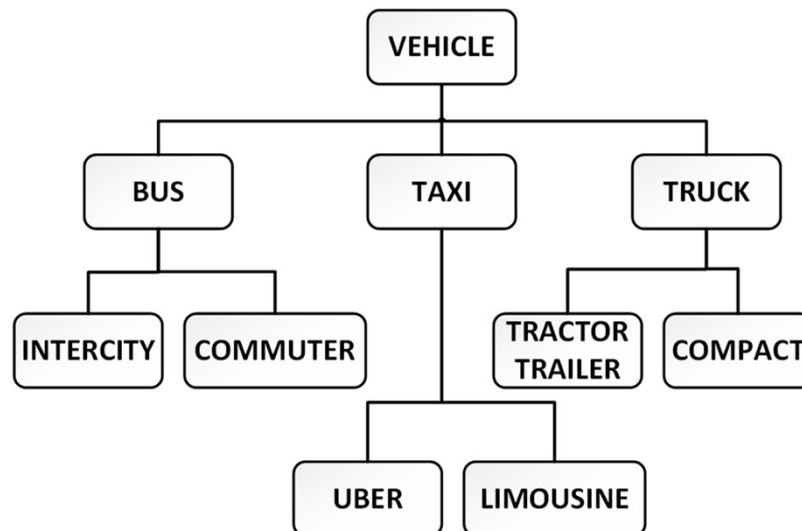 VEHICLE
BUS
TAXI
TRUCK
INTERCITY
COMMUTER
TRACTOR
TRAILER
COMPACT
UBER
LIMOUSINE